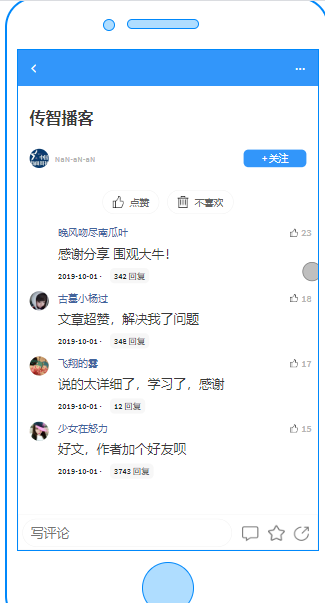 传智播客
NaN-aN-aN
+关注
点赞
不喜欢
晚风吻尽南瓜叶
23
感谢分享 围观大牛!
2019-10-01 · 342 回复
古墓小杨过
18
文章超赞，解决我了问题
2019-10-01 · 348 回复
飞翔的霧
17
说的太详细了，学习了，感谢
2019-10-01 · 12 回复
少女在怒力
15
好文，作者加个好友呗
2019-10-01 · 3743 回复
写评论